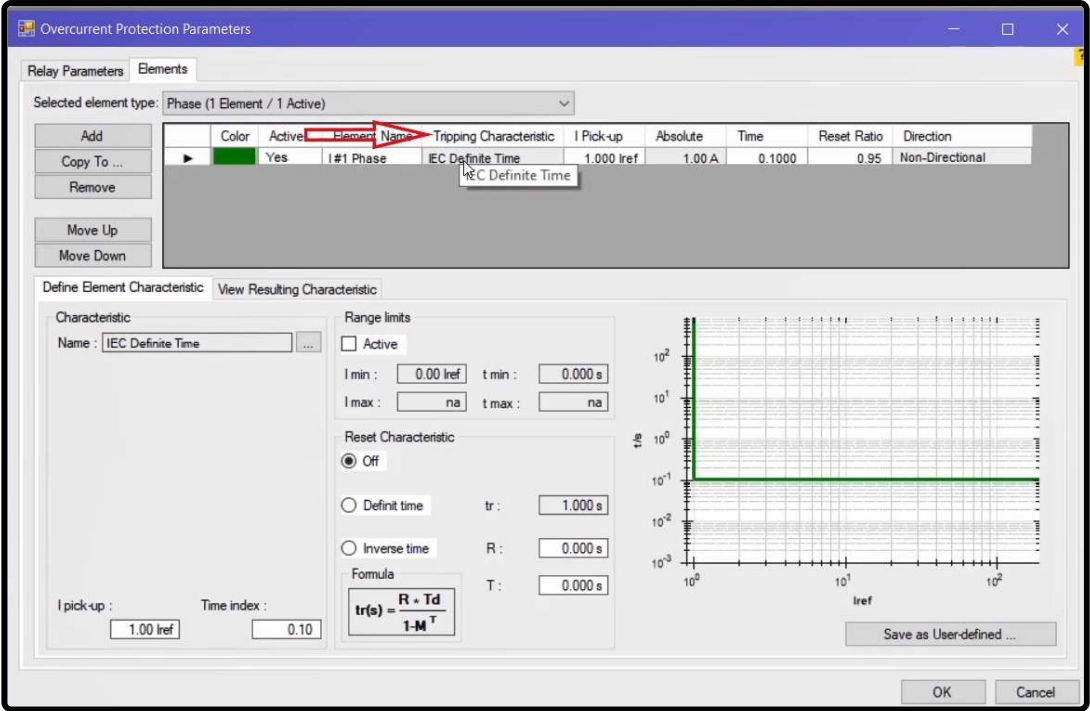 Overcurrent Protection Parameters
?
Relay Parameters Elements
Selected element type: Phase (1 Element / 1 Active)
Add
Copy To ...
Remove
Move Up
Move Down
Color Active Element Name Tripping Characteristic I Pick-up Absolute Time Reset Ratio Direction
Yes I #1 Phase IEC Definite Time 1.000 Iref 1.00 A 0.1000 0.95 Non-Directional
IEC Definite Time
Define Element Characteristic View Resulting Characteristic
Characteristic
Name : IEC Definite Time ...
I pick-up : Time index :
1.00 Iref 0.10
Range limits
Active
I min : 0.00 Iref t min : 0.000 s
I max : na t max : na
Reset Characteristic
Off
Definit time tr : 1.000 s
Inverse time R : 0.000 s
T : 0.000 s
Formula
tr(s) = R * Td / 1-M^T
t/s
10^2
10^1
10^0
10^-1
10^-2
10^-3
10^0 10^1 10^2
Iref
Save as User-defined ...
OK Cancel